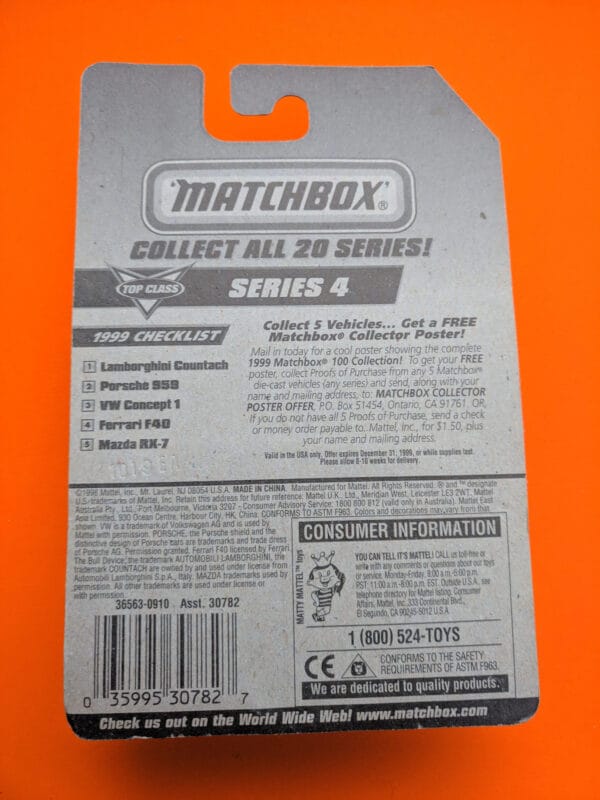 MATCHBOX®
COLLECT ALL 20 SERIES!
TOP CLASS
SERIES 4
1999 CHECKLIST
1 Lamborghini Countach
2 Porsche 959
3 VW Concept 1
4 Ferrari F40
5 Mazda RX-7
Collect 5 Vehicles... Get a FREE
Matchbox® Collector Poster!
Mail in today for a cool poster showing the complete
1999 Matchbox® 100 Collection! To get your FREE
poster, collect Proofs of Purchase from any 5 Matchbox®
die-cast vehicles (any series) and send, along with your
name and mailing address, to: MATCHBOX COLLECTOR
POSTER OFFER, P.O. Box 51454, Ontario, CA 91761. OR,
If you do not have all 5 Proofs of Purchase, send a check
or money order payable to: Mattel, Inc., for $1.50, plus
your name and mailing address.
Valid in the USA only. Offer expires December 31, 1999, or while supplies last.
Please allow 8-10 weeks for delivery.
©1998 Mattel, Inc., Mt. Laurel, NJ 08054 U.S.A. MADE IN CHINA. Manufactured for Mattel. All Rights Reserved. ® and ™ designate
U.S. trademarks of Mattel, Inc. Retain this address for future reference: Mattel U.K. Ltd., Meridian West, Leicester LE3 2WT. Mattel
Australia Pty., Ltd., Port Melbourne, Victoria 3207 - Consumer Advisory Service: 1800 800 812 (valid only in Australia). Mattel East
Asia Limited, 930 Ocean Centre, Harbour City, HK, China. CONFORMS TO ASTM F963. Colors and decorations may vary from that
shown. VW is a trademark of Volkswagen AG and is used by
Mattel with permission. PORSCHE, the Porsche shield and the
distinctive design of Porsche cars are trademarks and trade dress
of Porsche AG. Permission granted. Ferrari F40 licensed by Ferrari.
The Bull Device, the trademark AUTOMOBILI LAMBORGHINI, the
trademark COUNTACH are owned by and used under license from
Automobili Lamborghini S.p.A., Italy. MAZDA trademarks used by
permission. All other trademarks are used under license or
with permission.
36563-0910 Asst. 30782
0 35995 30782 7
CONSUMER INFORMATION
MATTY MATTEL™ toys
YOU CAN TELL IT'S MATTEL! CALL us toll-free or
write with any comments or questions about our toys
or service. Monday-Friday, 8:00 a.m.-6:00 p.m.
PST; 11:00 a.m.-8:00 p.m. EST. Outside U.S.A., see
telephone directory for Mattel listing. Consumer
Affairs, Mattel, Inc. 333 Continental Blvd.,
El Segundo, CA 90245-5012 U.S.A.
1 (800) 524-TOYS
CE
CONFORMS TO THE SAFETY
REQUIREMENTS OF ASTM F963.
We are dedicated to quality products.
Check us out on the World Wide Web! www.matchbox.com